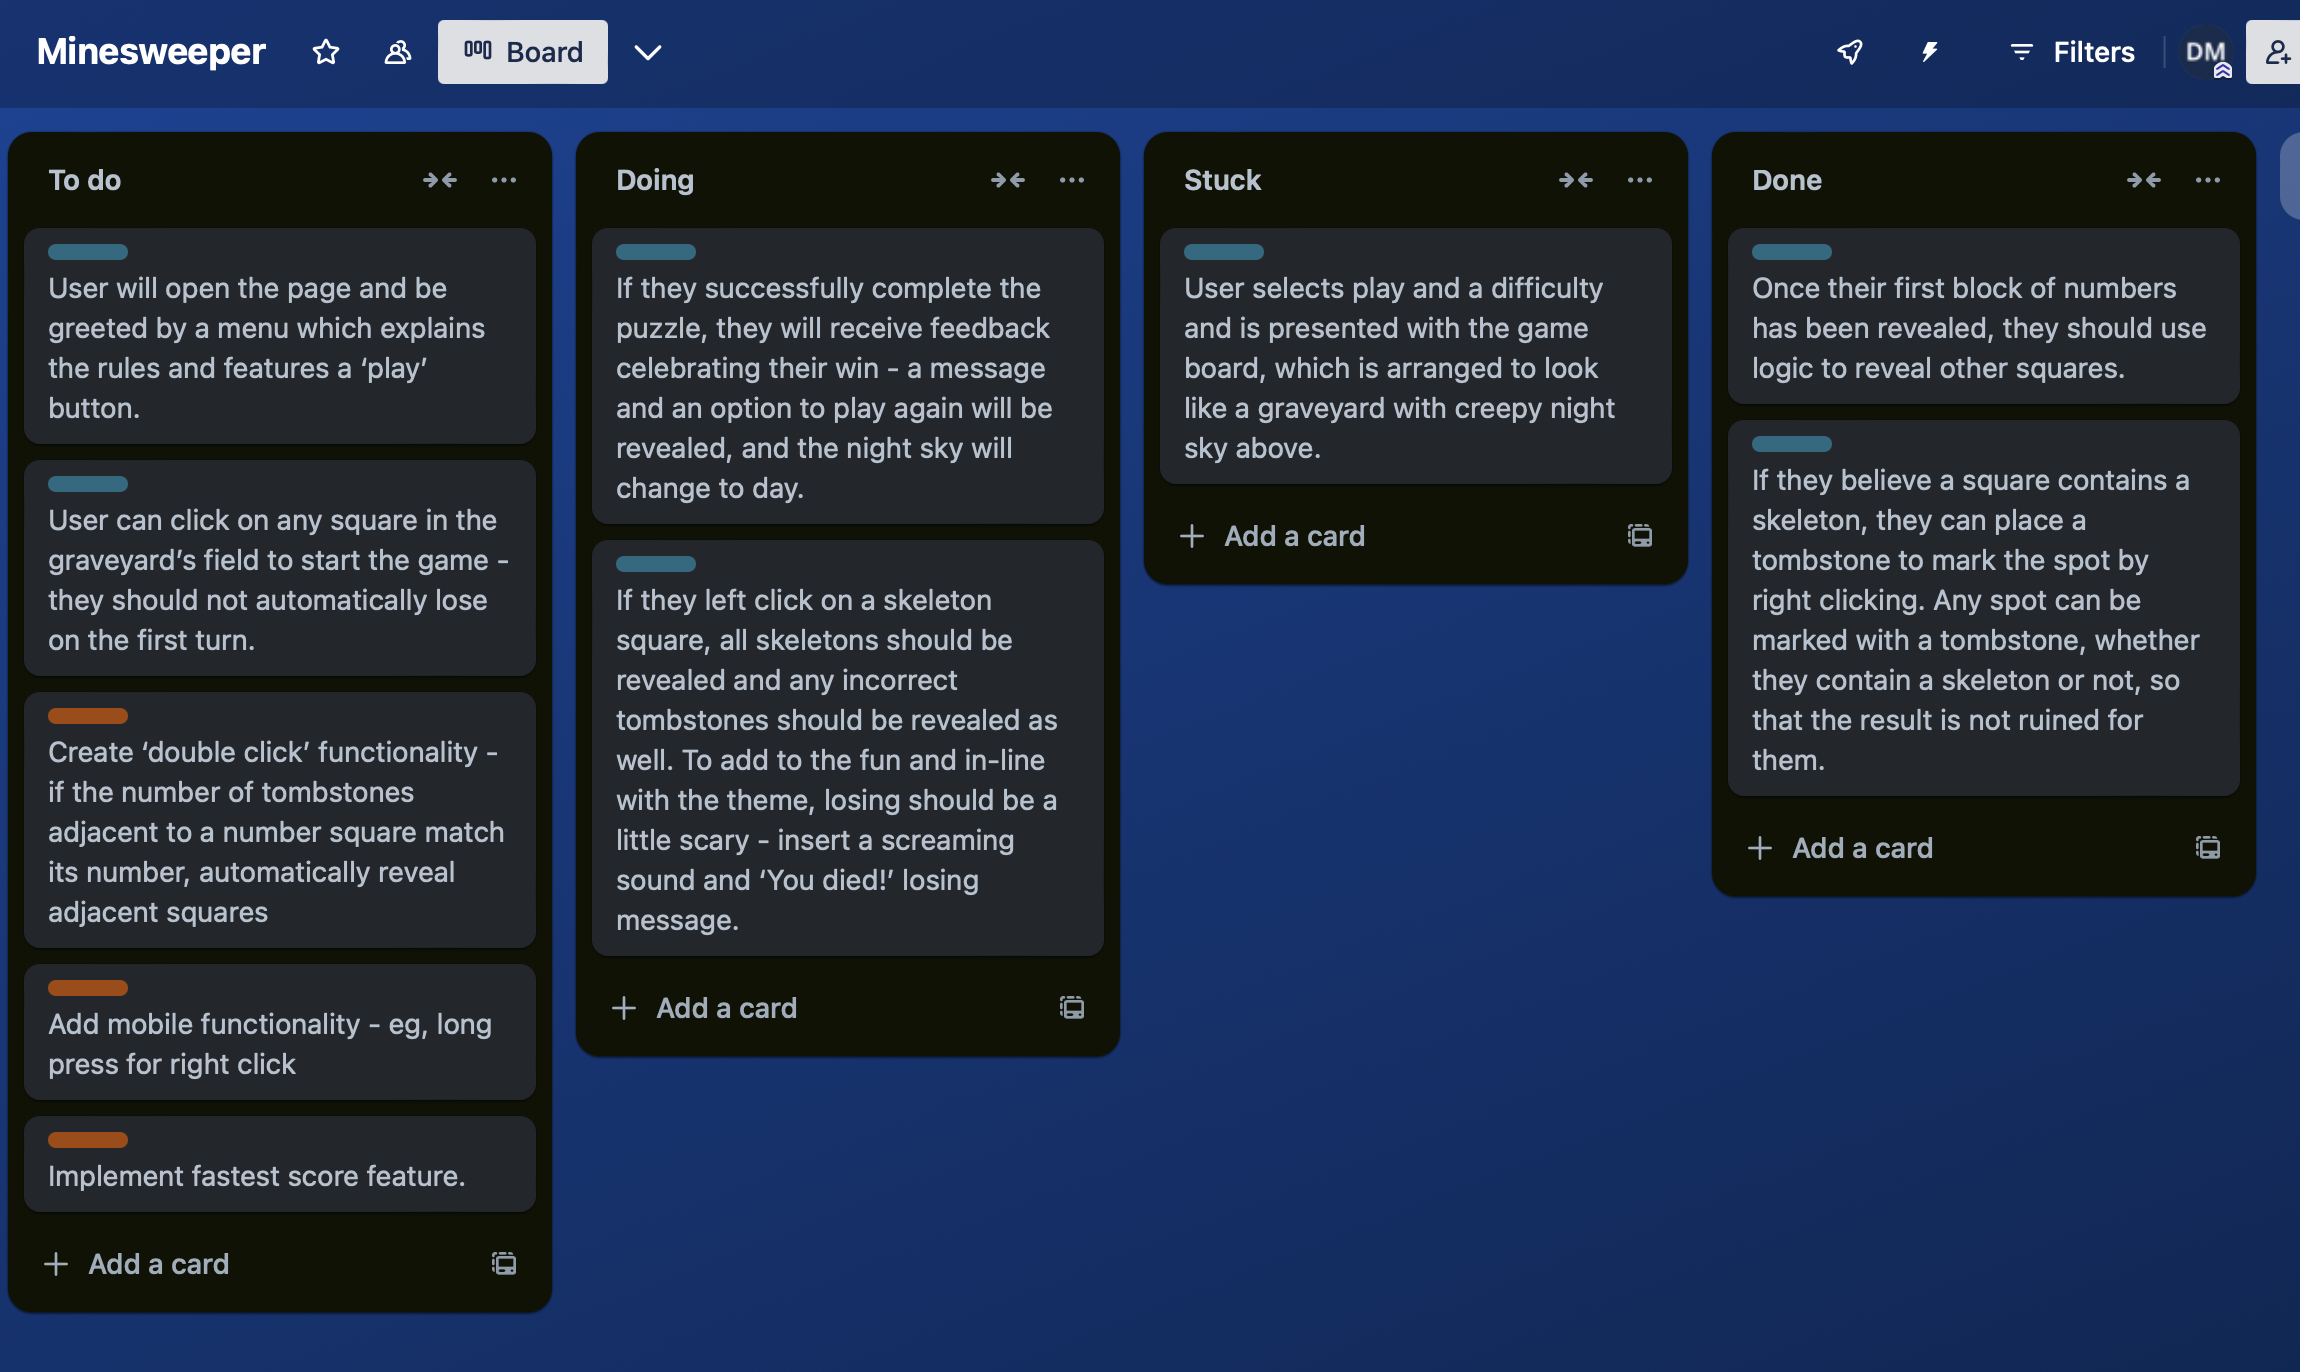 Minesweeper
Board
Filters
DM
To do
User will open the page and be
greeted by a menu which explains
the rules and features a ‘play’
button.
User can click on any square in the
graveyard’s field to start the game -
they should not automatically lose
on the first turn.
Create ‘double click’ functionality -
if the number of tombstones
adjacent to a number square match
its number, automatically reveal
adjacent squares
Add mobile functionality - eg, long
press for right click
Implement fastest score feature.
Add a card
Doing
If they successfully complete the
puzzle, they will receive feedback
celebrating their win - a message
and an option to play again will be
revealed, and the night sky will
change to day.
If they left click on a skeleton
square, all skeletons should be
revealed and any incorrect
tombstones should be revealed as
well. To add to the fun and in-line
with the theme, losing should be a
little scary - insert a screaming
sound and ‘You died!’ losing
message.
Add a card
Stuck
User selects play and a difficulty
and is presented with the game
board, which is arranged to look
like a graveyard with creepy night
sky above.
Add a card
Done
Once their first block of numbers
has been revealed, they should use
logic to reveal other squares.
If they believe a square contains a
skeleton, they can place a
tombstone to mark the spot by
right clicking. Any spot can be
marked with a tombstone, whether
they contain a skeleton or not, so
that the result is not ruined for
them.
Add a card